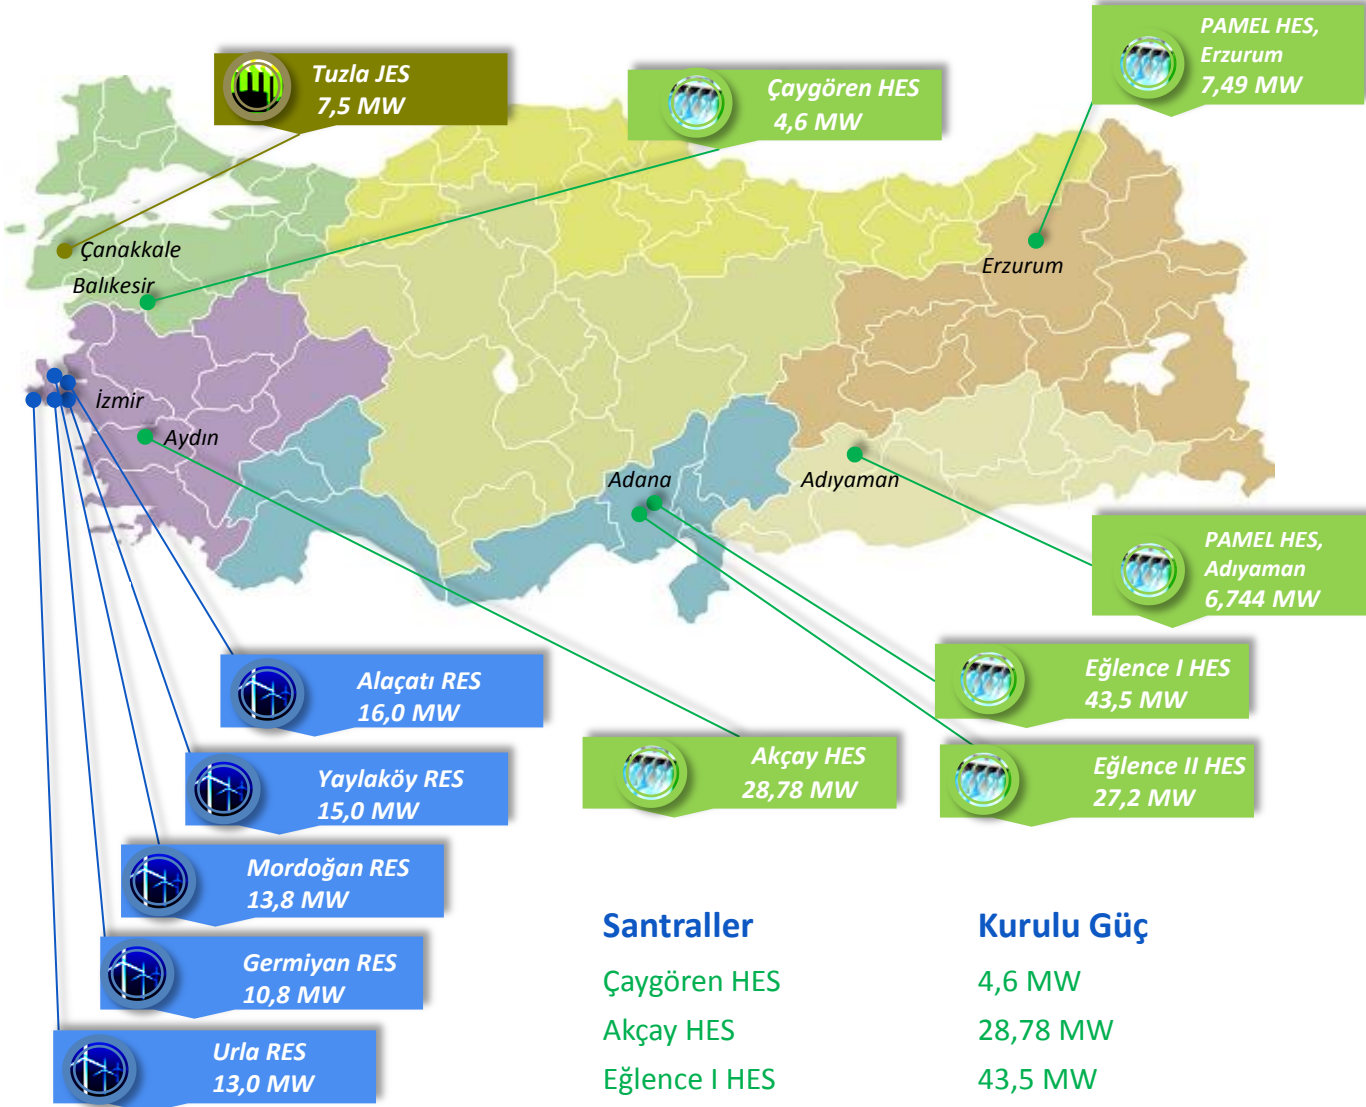 PAMEL HES,
Erzurum
7,49 MW
Tuzla JES
7,5 MW
Çaygören HES
4,6 MW
Çanakkale
Balıkesir
Erzurum
İzmir
Aydın
Adana
Adıyaman
PAMEL HES,
Adıyaman
6,744 MW
Alaçatı RES
16,0 MW
Eğlence I HES
43,5 MW
Yaylaköy RES
15,0 MW
Akçay HES
28,78 MW
Eğlence II HES
27,2 MW
Mordoğan RES
13,8 MW
Germiyan RES
10,8 MW
Urla RES
13,0 MW
Santraller Kurulu Güç
Çaygören HES 4,6 MW
Akçay HES 28,78 MW
Eğlence I HES 43,5 MW